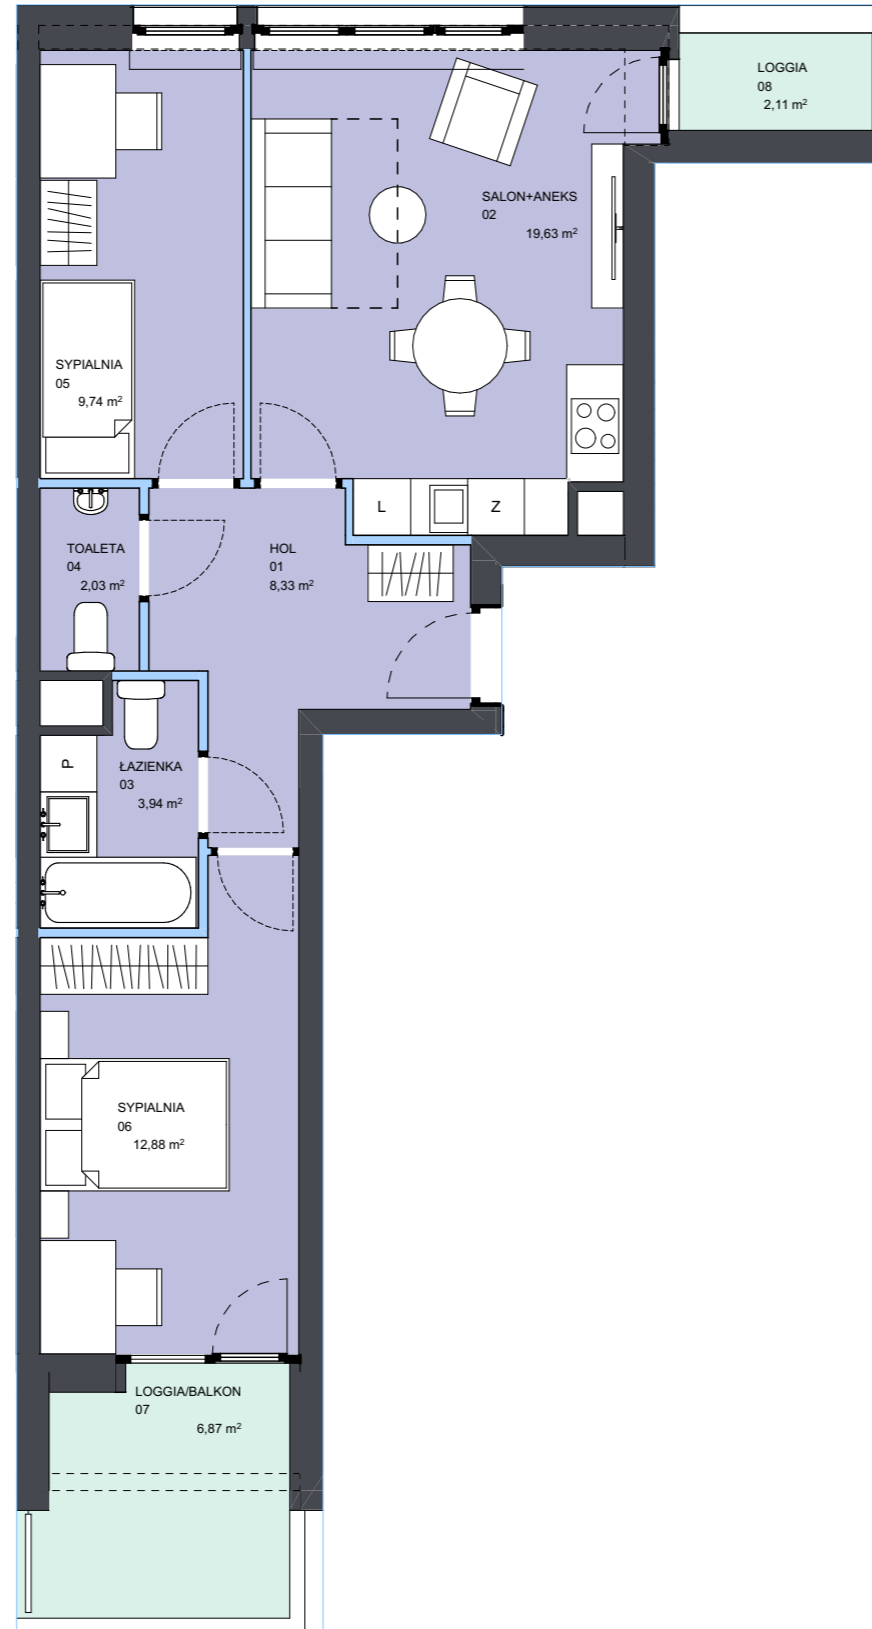 LOGGIA
08
2,11 m²
SALON+ANEKS
02
19,63 m²
SYPIALNIA
05
9,74 m²
L
Z
TOALETA
04
2,03 m²
HOL
01
8,33 m²
P
ŁAZIENKA
03
3,94 m²
SYPIALNIA
06
12,88 m²
LOGGIA/BALKON
07
6,87 m²